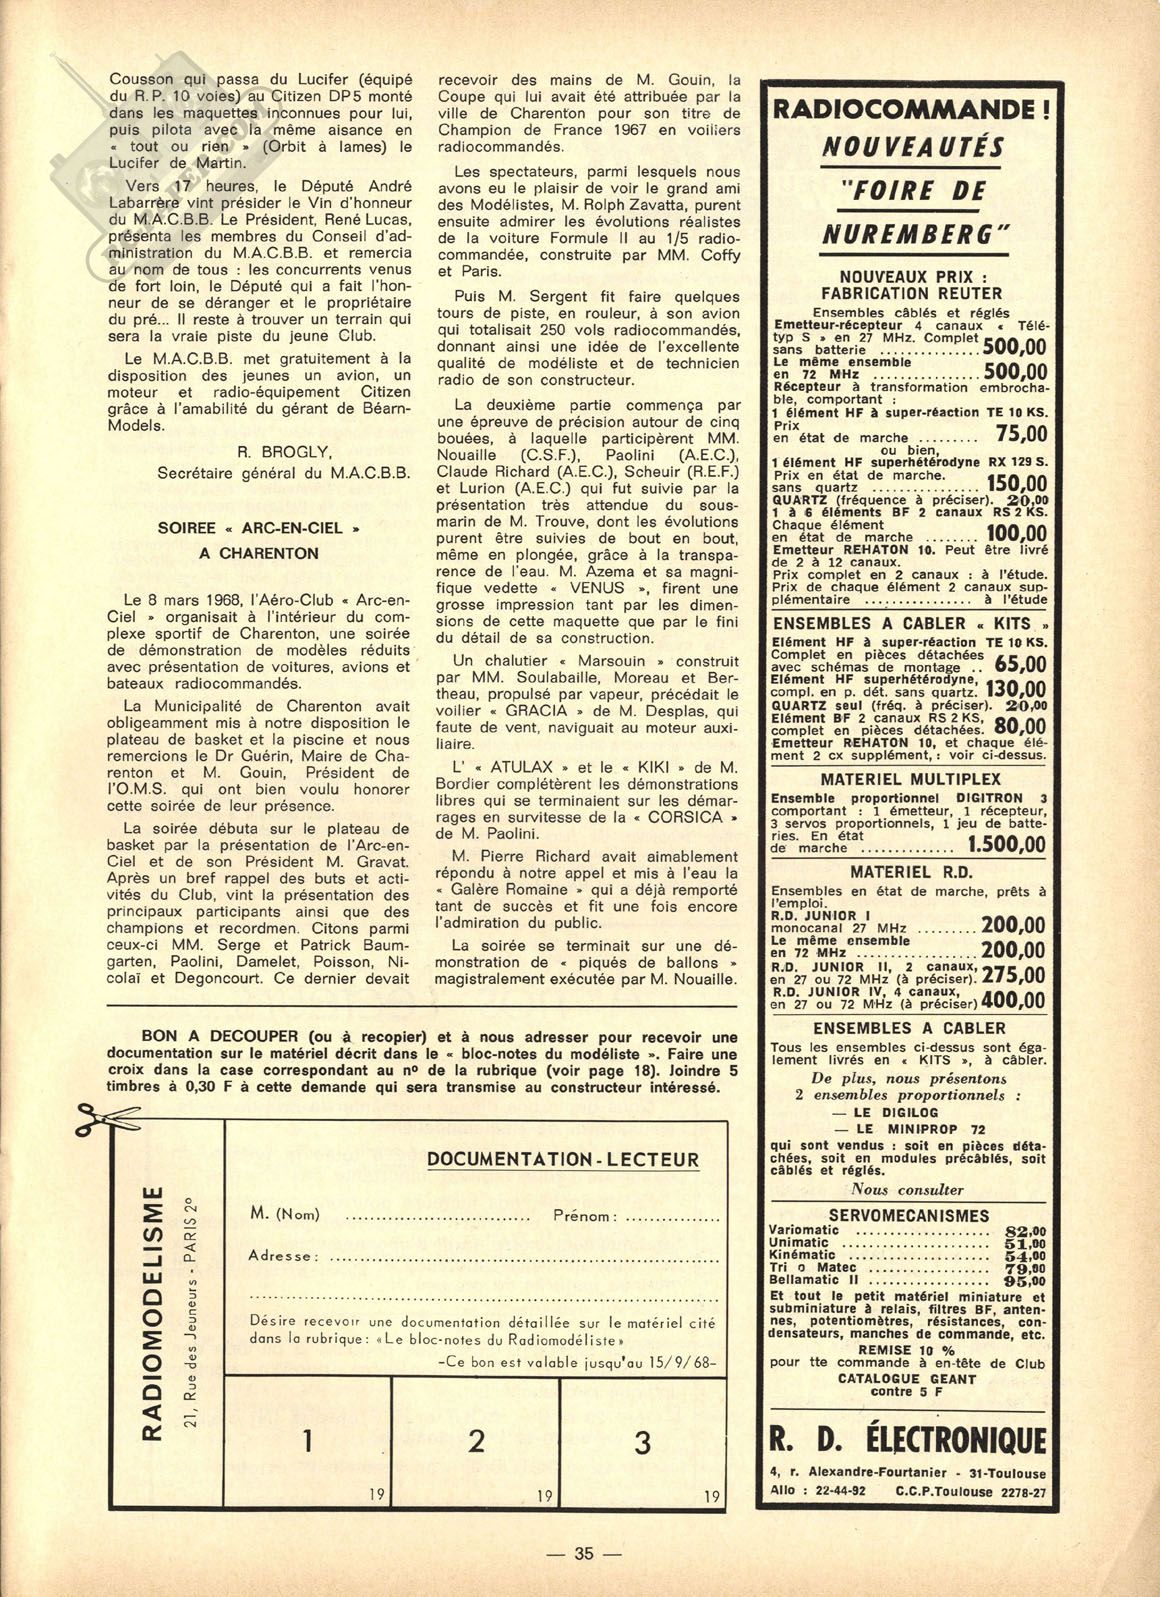 Cousson qui passa du Lucifer (équipé
du R.P. 10 voies) au Citizen DP5 monté
dans les maquettes inconnues pour lui,
puis pilota avec la même aisance en
« tout ou rien » (Orbit à lames) le
Lucifer de Martin.
Vers 17 heures, le Député André
Labarrère vint présider le Vin d'honneur
du M.A.C.B.B. Le Président, René Lucas,
présenta les membres du Conseil d'ad-
ministration du M.A.C.B.B. et remercia
au nom de tous : les concurrents venus
de fort loin, le Député qui a fait l'hon-
neur de se déranger et le propriétaire
du pré... Il reste à trouver un terrain qui
sera la vraie piste du jeune Club.
Le M.A.C.B.B. met gratuitement à la
disposition des jeunes un avion, un
moteur et radio-équipement Citizen
grâce à l'amabilité du gérant de Béarn-
Models.
R. BROGLY,
Secrétaire général du M.A.C.B.B.
SOIREE « ARC-EN-CIEL »
A CHARENTON
Le 8 mars 1968, l'Aéro-Club « Arc-en-
Ciel » organisait à l'intérieur du com-
plexe sportif de Charenton, une soirée
de démonstration de modèles réduits
avec présentation de voitures, avions et
bateaux radiocommandés.
La Municipalité de Charenton avait
obligeamment mis à notre disposition le
plateau de basket et la piscine et nous
remercions le Dr Guérin, Maire de Cha-
renton et M. Gouin, Président de
l'O.M.S. qui ont bien voulu honorer
cette soirée de leur présence.
La soirée débuta sur le plateau de
basket par la présentation de l'Arc-en-
Ciel et de son Président M. Gravat.
Après un bref rappel des buts et acti-
vités du Club, vint la présentation des
principaux participants ainsi que des
champions et recordmen. Citons parmi
ceux-ci MM. Serge et Patrick Baum-
garten, Paolini, Damelet, Poisson, Ni-
colaï et Degoncourt. Ce dernier devait
recevoir des mains de M. Gouin, la
Coupe qui lui avait été attribuée par la
ville de Charenton pour son titre de
Champion de France 1967 en voiliers
radiocommandés.
Les spectateurs, parmi lesquels nous
avons eu le plaisir de voir le grand ami
des Modélistes, M. Rolph Zavatta, purent
ensuite admirer les évolutions réalistes
de la voiture Formule II au 1/5 radio-
commandée, construite par MM. Coffy
et Paris.
Puis M. Sergent fit faire quelques
tours de piste, en rouleur, à son avion
qui totalisait 250 vols radiocommandés,
donnant ainsi une idée de l'excellente
qualité de modéliste et de technicien
radio de son constructeur.
La deuxième partie commença par
une épreuve de précision autour de cinq
bouées, à laquelle participèrent MM.
Nouaille (C.S.F.), Paolini (A.E.C.),
Claude Richard (A.E.C.), Scheuir (R.E.F.)
et Lurion (A.E.C.) qui fut suivie par la
présentation très attendue du sous-
marin de M. Trouve, dont les évolutions
purent être suivies de bout en bout,
même en plongée, grâce à la transpa-
rence de l'eau. M. Azema et sa magni-
fique vedette « VENUS », firent une
grosse impression tant par les dimen-
sions de cette maquette que par le fini
du détail de sa construction.
Un chalutier « Marsouin » construit
par MM. Soulabaille, Moreau et Ber-
theau, propulsé par vapeur, précédait le
voilier « GRACIA » de M. Desplas, qui
faute de vent, naviguait au moteur auxi-
liaire.
L' « ATULAX » et le « KIKI » de M.
Bordier complétèrent les démonstrations
libres qui se terminaient sur les démar-
rages en survitesse de la « CORSICA »
de M. Paolini.
M. Pierre Richard avait aimablement
répondu à notre appel et mis à l'eau la
« Galère Romaine » qui a déjà remporté
tant de succès et fit une fois encore
l'admiration du public.
La soirée se terminait sur une dé-
monstration de « piqués de ballons »
magistralement exécutée par M. Nouaille.
BON A DECOUPER (ou à recopier) et à nous adresser pour recevoir une
documentation sur le matériel décrit dans le « bloc-notes du modéliste ». Faire une
croix dans la case correspondant au nº de la rubrique (voir page 18). Joindre 5
timbres à 0,30 F à cette demande qui sera transmise au constructeur intéressé.
RADIOMODELISME
21, Rue des Jeuneurs - PARIS 2º
DOCUMENTATION - LECTEUR
M. (Nom) .............................. Prénom : ...............
Adresse : ...............................................................
...........................................................................
Désire recevoir une documentation détaillée sur le matériel cité
dans la rubrique : «Le bloc-notes du Radiomodéliste»
-Ce bon est valable jusqu'au 15/9/68-
1 2 3
19 19 19
RADIOCOMMANDE !
NOUVEAUTÉS
"FOIRE DE
NUREMBERG"
NOUVEAUX PRIX :
FABRICATION REUTER
Ensembles câblés et réglés
Emetteur-récepteur 4 canaux « Télé-
typ S » en 27 MHz. Complet
sans batterie .............. 500,00
Le même ensemble
en 72 MHz ............... 500,00
Récepteur à transformation embrocha-
ble, comportant :
1 élément HF à super-réaction TE 10 KS.
Prix
en état de marche ......... 75,00
ou bien,
1 élément HF superhétérodyne RX 129 S.
Prix en état de marche.
sans quartz ............... 150,00
QUARTZ (fréquence à préciser). 20,00
1 à 6 éléments BF 2 canaux RS 2 KS.
Chaque élément
en état de marche ........ 100,00
Emetteur REHATON 10. Peut être livré
de 2 à 12 canaux.
Prix complet en 2 canaux : à l'étude.
Prix de chaque élément 2 canaux sup-
plémentaire ............... à l'étude
ENSEMBLES A CABLER « KITS »
Elément HF à super-réaction TE 10 KS.
Complet en pièces détachées
avec schémas de montage .. 65,00
Elément HF superhétérodyne,
compl. en p. dét. sans quartz. 130,00
QUARTZ seul (fréq. à préciser). 20,00
Elément BF 2 canaux RS 2 KS,
complet en pièces détachées. 80,00
Emetteur REHATON 10, et chaque élé-
ment 2 cx supplément, : voir ci-dessus.
MATERIEL MULTIPLEX
Ensemble proportionnel DIGITRON 3
comportant : 1 émetteur, 1 récepteur,
3 servos proportionnels, 1 jeu de batte-
ries. En état
de marche .............. 1.500,00
MATERIEL R.D.
Ensembles en état de marche, prêts à
l'emploi.
R.D. JUNIOR I
monocanal 27 MHz ......... 200,00
Le même ensemble
en 72 MHz ................. 200,00
R.D. JUNIOR II, 2 canaux,
en 27 ou 72 MHz (à préciser). 275,00
R.D. JUNIOR IV, 4 canaux,
en 27 ou 72 MHz (à préciser) 400,00
ENSEMBLES A CABLER
Tous les ensembles ci-dessus sont éga-
lement livrés en « KITS », à câbler.
De plus, nous présentons
2 ensembles proportionnels :
— LE DIGILOG
— LE MINIPROP 72
qui sont vendus : soit en pièces déta-
chées, soit en modules précâblés, soit
câblés et réglés.
Nous consulter
SERVOMECANISMES
Variomatic .................... 82,00
Unimatic ..................... 51,00
Kinématic .................... 54,00
Tri o Matec .................. 79,00
Bellamatic II .................. 95,00
Et tout le petit matériel miniature et
subminiature à relais, filtres BF, anten-
nes, potentiomètres, résistances, con-
densateurs, manches de commande, etc.
REMISE 10 %
pour tte commande à en-tête de Club
CATALOGUE GEANT
contre 5 F
R. D. ÉLECTRONIQUE
4, r. Alexandre-Fourtanier - 31-Toulouse
Allo : 22-44-92 C.C.P.Toulouse 2278-27
— 35 —